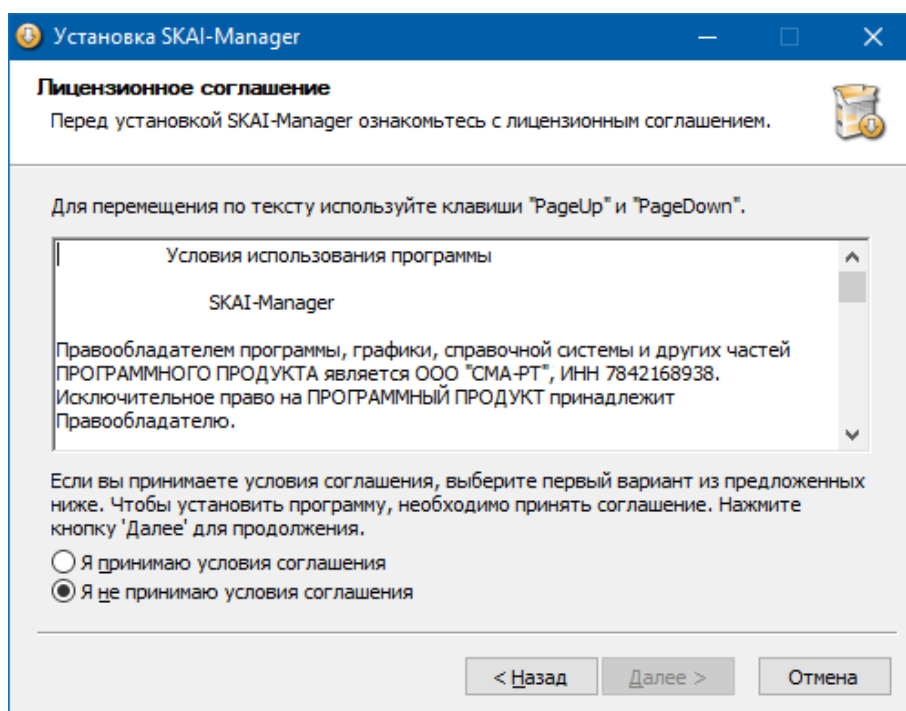 Установка SKAI-Manager
Лицензионное соглашение
Перед установкой SKAI-Manager ознакомьтесь с лицензионным соглашением.
Для перемещения по тексту используйте клавиши "PageUp" и "PageDown".
Условия использования программы
SKAI-Manager
Правообладателем программы, графики, справочной системы и других частей
ПРОГРАММНОГО ПРОДУКТА является ООО "СМА-РТ", ИНН 7842168938.
Исключительное право на ПРОГРАММНЫЙ ПРОДУКТ принадлежит
Правообладателю.
Если вы принимаете условия соглашения, выберите первый вариант из предложенных
ниже. Чтобы установить программу, необходимо принять соглашение. Нажмите
кнопку 'Далее' для продолжения.
Я принимаю условия соглашения
Я не принимаю условия соглашения
< Назад Далее > Отмена